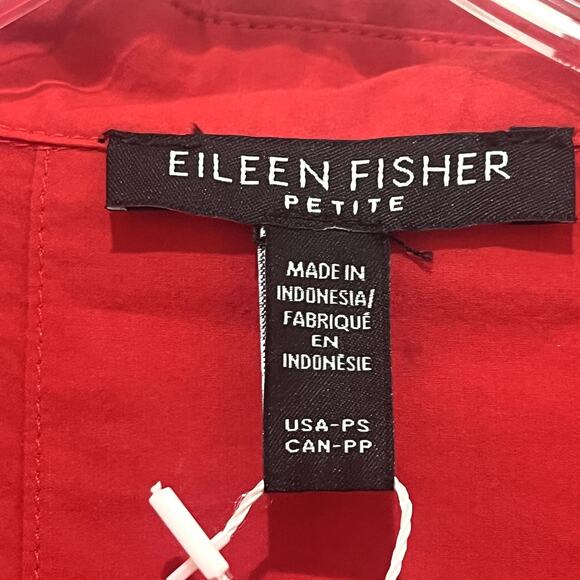 EILEEN FISHER
PETITE
MADE IN
INDONESIA/
FABRIQUÉ
EN
INDONÉSIE
USA-PS
CAN-PP